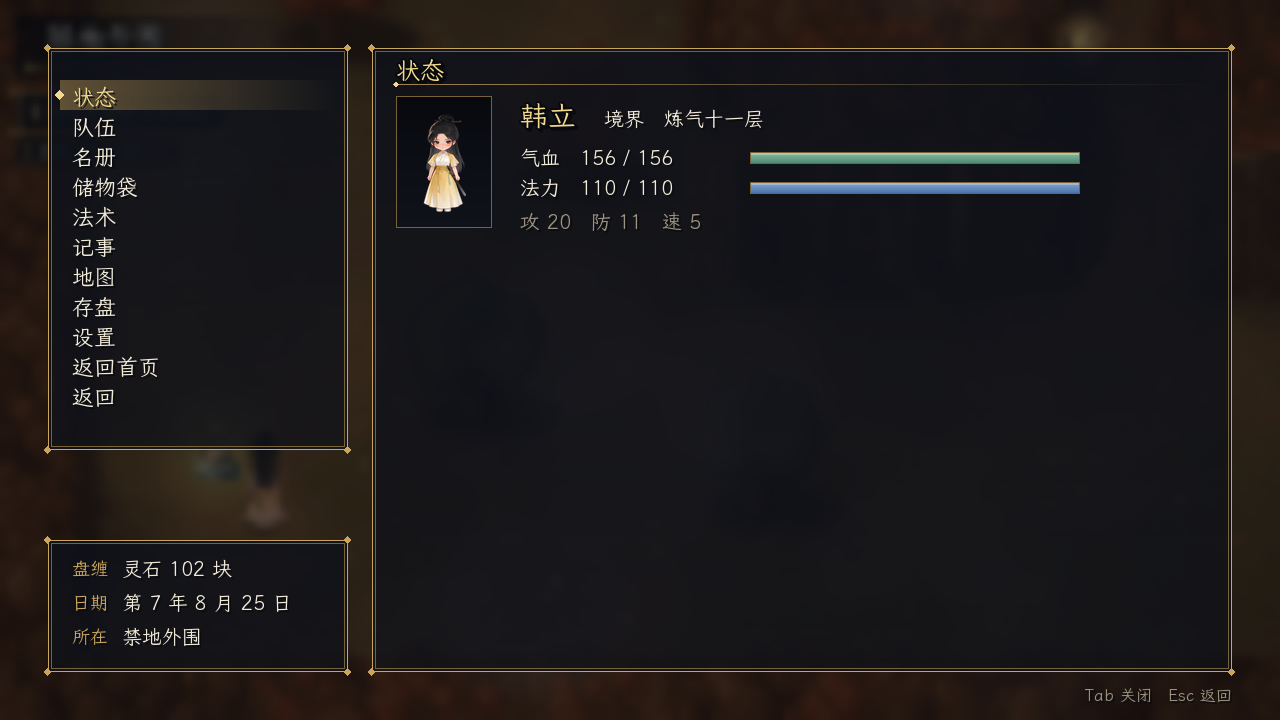 状态
队伍
名册
储物袋
法术
记事
地图
存盘
设置
返回首页
返回
盘缠 灵石 102 块
日期 第 7 年 8 月 25 日
所在 禁地外围
状态
韩立 境界 炼气十一层
气血 156 / 156
法力 110 / 110
攻 20 防 11 速 5
Tab 关闭 Esc 返回